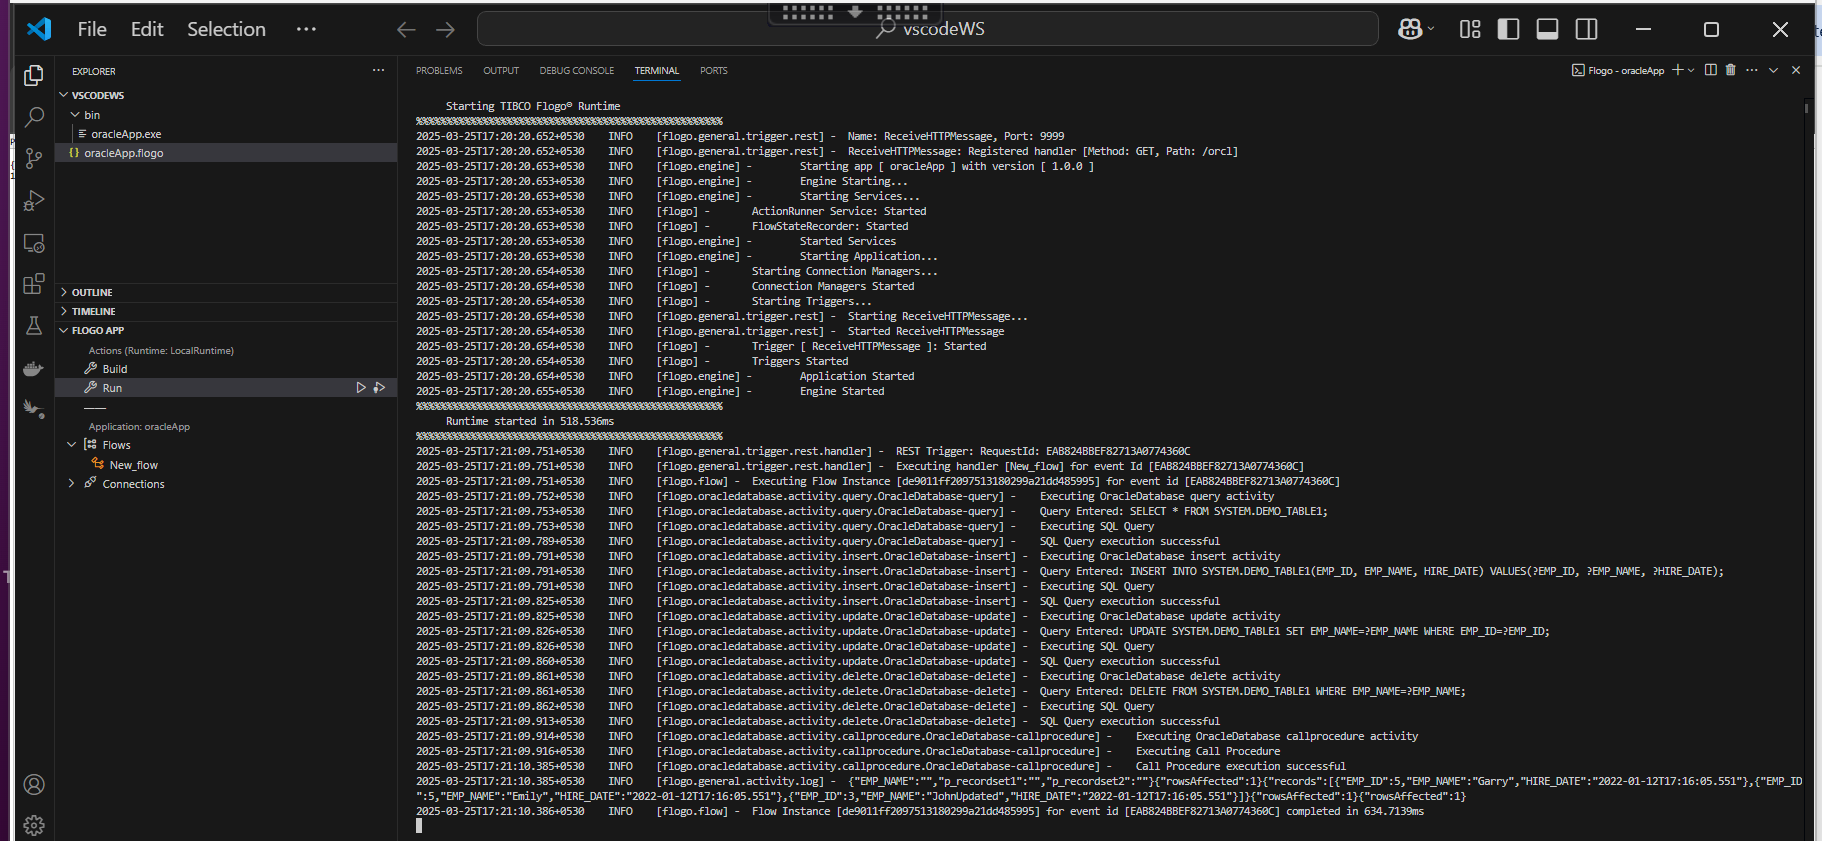 File Edit Selection ··· vscodeWS
EXPLORER ···
VSCODEWS
bin
oracleApp.exe
{} oracleApp.flogo
OUTLINE
TIMELINE
FLOGO APP
Actions (Runtime: LocalRuntime)
Build
Run
Application: oracleApp
Flows
New_flow
Connections
PROBLEMS OUTPUT DEBUG CONSOLE TERMINAL PORTS Flogo - oracleApp
Starting TIBCO Flogo® Runtime
%%%%%%%%%%%%%%%%%%%%%%%%%%%%%%%%%%%%%%%%%%%%%%%%%%%
2025-03-25T17:20:20.652+0530 INFO [flogo.general.trigger.rest] - Name: ReceiveHTTPMessage, Port: 9999
2025-03-25T17:20:20.652+0530 INFO [flogo.general.trigger.rest] - ReceiveHTTPMessage: Registered handler [Method: GET, Path: /orcl]
2025-03-25T17:20:20.653+0530 INFO [flogo.engine] - Starting app [ oracleApp ] with version [ 1.0.0 ]
2025-03-25T17:20:20.653+0530 INFO [flogo.engine] - Engine Starting...
2025-03-25T17:20:20.653+0530 INFO [flogo.engine] - Starting Services...
2025-03-25T17:20:20.653+0530 INFO [flogo] - ActionRunner Service: Started
2025-03-25T17:20:20.653+0530 INFO [flogo] - FlowStateRecorder: Started
2025-03-25T17:20:20.653+0530 INFO [flogo.engine] - Started Services
2025-03-25T17:20:20.653+0530 INFO [flogo.engine] - Starting Application...
2025-03-25T17:20:20.654+0530 INFO [flogo] - Starting Connection Managers...
2025-03-25T17:20:20.654+0530 INFO [flogo] - Connection Managers Started
2025-03-25T17:20:20.654+0530 INFO [flogo] - Starting Triggers...
2025-03-25T17:20:20.654+0530 INFO [flogo.general.trigger.rest] - Starting ReceiveHTTPMessage...
2025-03-25T17:20:20.654+0530 INFO [flogo.general.trigger.rest] - Started ReceiveHTTPMessage
2025-03-25T17:20:20.654+0530 INFO [flogo] - Trigger [ ReceiveHTTPMessage ]: Started
2025-03-25T17:20:20.654+0530 INFO [flogo] - Triggers Started
2025-03-25T17:20:20.654+0530 INFO [flogo.engine] - Application Started
2025-03-25T17:20:20.655+0530 INFO [flogo.engine] - Engine Started
%%%%%%%%%%%%%%%%%%%%%%%%%%%%%%%%%%%%%%%%%%%%%%%%%%%
Runtime started in 518.536ms
%%%%%%%%%%%%%%%%%%%%%%%%%%%%%%%%%%%%%%%%%%%%%%%%%%%
2025-03-25T17:21:09.751+0530 INFO [flogo.general.trigger.rest.handler] - REST Trigger: RequestId: EAB824BBEF82713A0774360C
2025-03-25T17:21:09.751+0530 INFO [flogo.general.trigger.rest.handler] - Executing handler [New_flow] for event Id [EAB824BBEF82713A0774360C]
2025-03-25T17:21:09.751+0530 INFO [flogo.flow] - Executing Flow Instance [de9011ff2097513180299a21dd485995] for event id [EAB824BBEF82713A0774360C]
2025-03-25T17:21:09.752+0530 INFO [flogo.oracledatabase.activity.query.OracleDatabase-query] - Executing OracleDatabase query activity
2025-03-25T17:21:09.753+0530 INFO [flogo.oracledatabase.activity.query.OracleDatabase-query] - Query Entered: SELECT * FROM SYSTEM.DEMO_TABLE1;
2025-03-25T17:21:09.753+0530 INFO [flogo.oracledatabase.activity.query.OracleDatabase-query] - Executing SQL Query
2025-03-25T17:21:09.789+0530 INFO [flogo.oracledatabase.activity.query.OracleDatabase-query] - SQL Query execution successful
2025-03-25T17:21:09.791+0530 INFO [flogo.oracledatabase.activity.insert.OracleDatabase-insert] - Executing OracleDatabase insert activity
2025-03-25T17:21:09.791+0530 INFO [flogo.oracledatabase.activity.insert.OracleDatabase-insert] - Query Entered: INSERT INTO SYSTEM.DEMO_TABLE1(EMP_ID, EMP_NAME, HIRE_DATE) VALUES(?EMP_ID, ?EMP_NAME, ?HIRE_DATE);
2025-03-25T17:21:09.791+0530 INFO [flogo.oracledatabase.activity.insert.OracleDatabase-insert] - Executing SQL Query
2025-03-25T17:21:09.825+0530 INFO [flogo.oracledatabase.activity.insert.OracleDatabase-insert] - SQL Query execution successful
2025-03-25T17:21:09.825+0530 INFO [flogo.oracledatabase.activity.update.OracleDatabase-update] - Executing OracleDatabase update activity
2025-03-25T17:21:09.826+0530 INFO [flogo.oracledatabase.activity.update.OracleDatabase-update] - Query Entered: UPDATE SYSTEM.DEMO_TABLE1 SET EMP_NAME=?EMP_NAME WHERE EMP_ID=?EMP_ID;
2025-03-25T17:21:09.826+0530 INFO [flogo.oracledatabase.activity.update.OracleDatabase-update] - Executing SQL Query
2025-03-25T17:21:09.860+0530 INFO [flogo.oracledatabase.activity.update.OracleDatabase-update] - SQL Query execution successful
2025-03-25T17:21:09.861+0530 INFO [flogo.oracledatabase.activity.delete.OracleDatabase-delete] - Executing OracleDatabase delete activity
2025-03-25T17:21:09.861+0530 INFO [flogo.oracledatabase.activity.delete.OracleDatabase-delete] - Query Entered: DELETE FROM SYSTEM.DEMO_TABLE1 WHERE EMP_NAME=?EMP_NAME;
2025-03-25T17:21:09.862+0530 INFO [flogo.oracledatabase.activity.delete.OracleDatabase-delete] - Executing SQL Query
2025-03-25T17:21:09.913+0530 INFO [flogo.oracledatabase.activity.delete.OracleDatabase-delete] - SQL Query execution successful
2025-03-25T17:21:09.914+0530 INFO [flogo.oracledatabase.activity.callprocedure.OracleDatabase-callprocedure] - Executing OracleDatabase callprocedure activity
2025-03-25T17:21:09.916+0530 INFO [flogo.oracledatabase.activity.callprocedure.OracleDatabase-callprocedure] - Executing Call Procedure
2025-03-25T17:21:10.385+0530 INFO [flogo.oracledatabase.activity.callprocedure.OracleDatabase-callprocedure] - Call Procedure execution successful
2025-03-25T17:21:10.385+0530 INFO [flogo.general.activity.log] - {"EMP_NAME":"","p_recordset1":"","p_recordset2":""}{"rowsAffected":1}{"records":[{"EMP_ID":5,"EMP_NAME":"Garry","HIRE_DATE":"2022-01-12T17:16:05.551"},{"EMP_ID
":5,"EMP_NAME":"Emily","HIRE_DATE":"2022-01-12T17:16:05.551"},{"EMP_ID":3,"EMP_NAME":"JohnUpdated","HIRE_DATE":"2022-01-12T17:16:05.551"}]}{"rowsAffected":1}{"rowsAffected":1}
2025-03-25T17:21:10.386+0530 INFO [flogo.flow] - Flow Instance [de9011ff2097513180299a21dd485995] for event id [EAB824BBEF82713A0774360C] completed in 634.7139ms